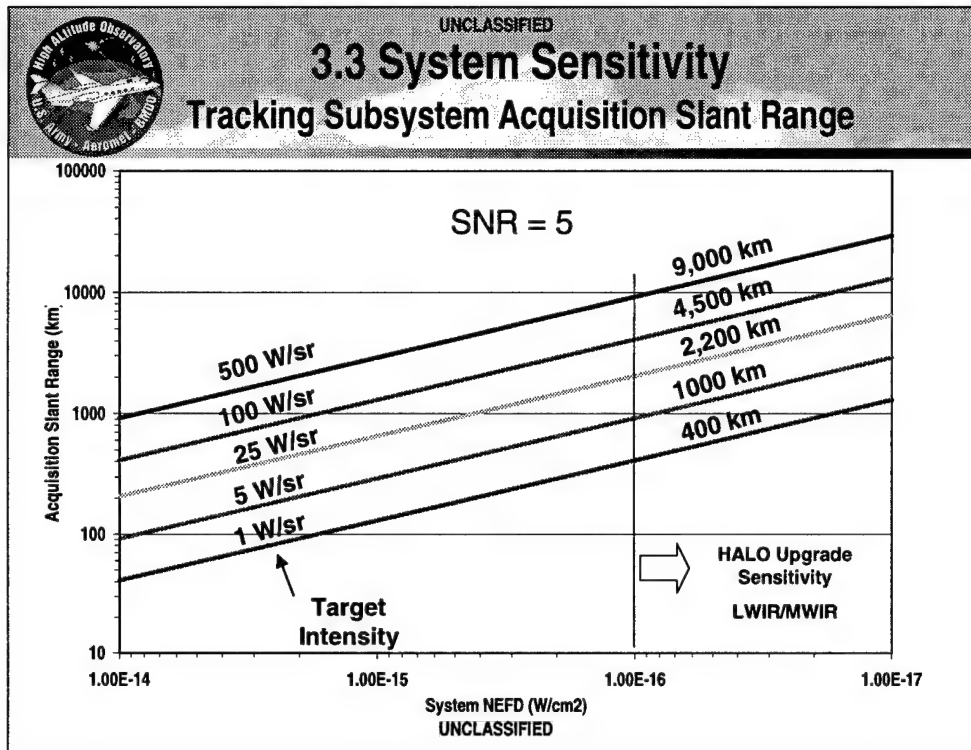 UNCLASSIFIED
3.3 System Sensitivity
Tracking Subsystem Acquisition Slant Range
High ALtitude Observatory
U.S. Army - Aeromet - BMDO
SNR = 5
Acquisition Slant Range (km)
100000
10000
1000
100
10
500 W/sr
100 W/sr
25 W/sr
5 W/sr
1 W/sr
9,000 km
4,500 km
2,200 km
1000 km
400 km
Target
Intensity
HALO Upgrade
Sensitivity
LWIR/MWIR
1.00E-14
1.00E-15
1.00E-16
1.00E-17
System NEFD (W/cm2)
UNCLASSIFIED